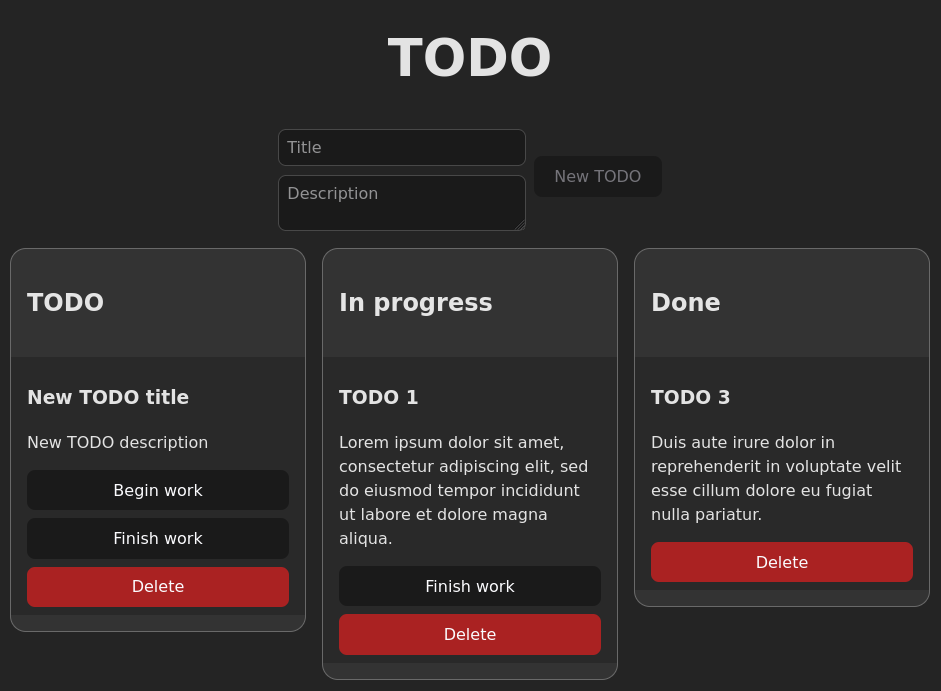 TODO
Title
Description
New TODO
TODO
New TODO title
New TODO description
Begin work
Finish work
Delete
In progress
TODO 1
Lorem ipsum dolor sit amet,
consectetur adipiscing elit, sed
do eiusmod tempor incididunt
ut labore et dolore magna
aliqua.
Finish work
Delete
Done
TODO 3
Duis aute irure dolor in
reprehenderit in voluptate velit
esse cillum dolore eu fugiat
nulla pariatur.
Delete